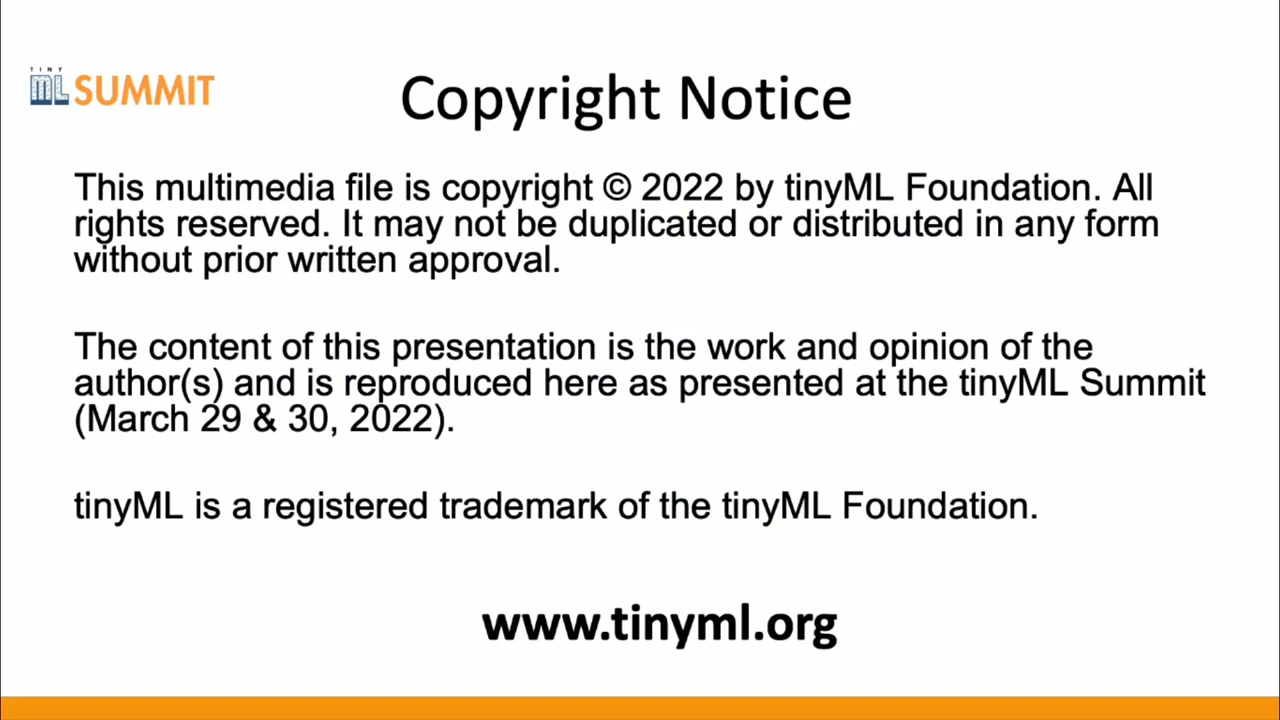 TINY
ML SUMMIT
Copyright Notice
This multimedia file is copyright © 2022 by tinyML Foundation. All
rights reserved. It may not be duplicated or distributed in any form
without prior written approval.
The content of this presentation is the work and opinion of the
author(s) and is reproduced here as presented at the tinyML Summit
(March 29 & 30, 2022).
tinyML is a registered trademark of the tinyML Foundation.
www.tinyml.org